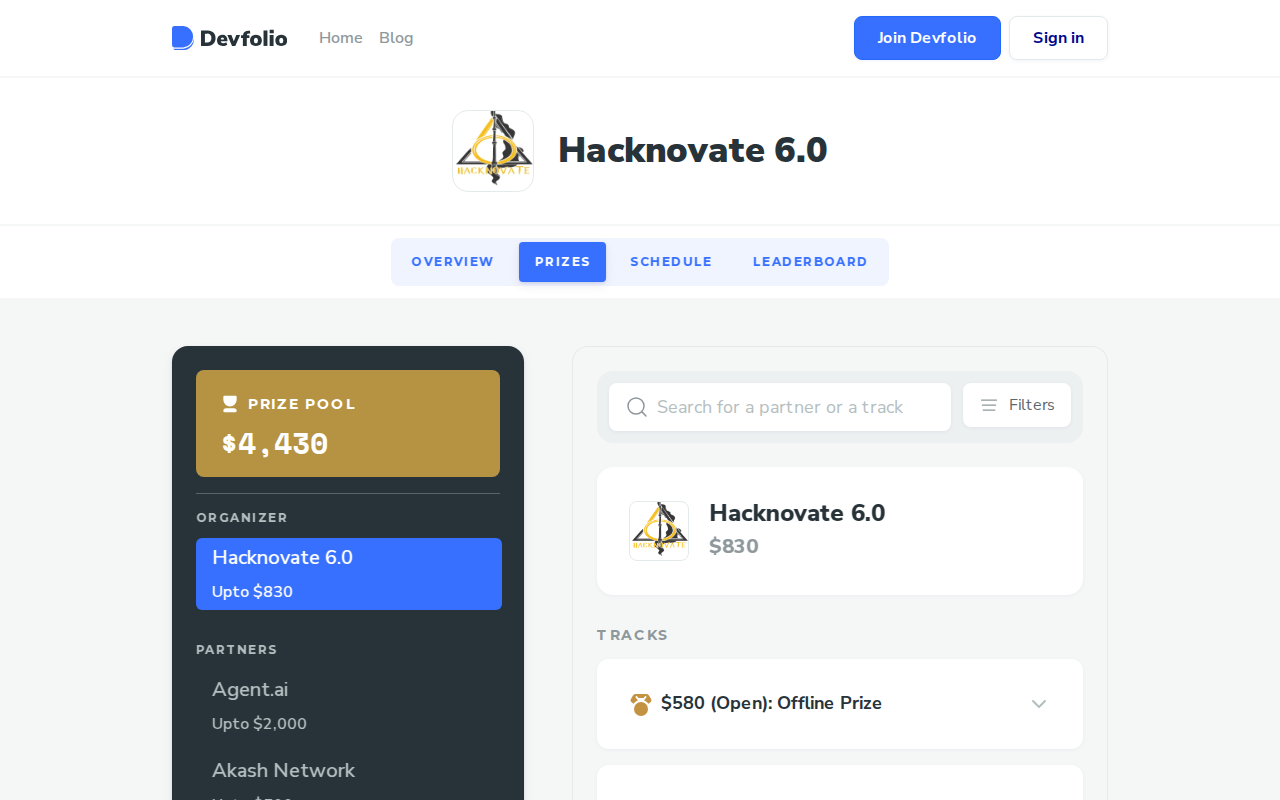 Devfolio
Home
Blog
Join Devfolio
Sign in
HACKNOVATE
Hacknovate 6.0
OVERVIEW
PRIZES
SCHEDULE
LEADERBOARD
PRIZE POOL
$4,430
ORGANIZER
Hacknovate 6.0
Upto $830
PARTNERS
Agent.ai
Upto $2,000
Akash Network
Search for a partner or a track
Filters
HACKNOVATE
Hacknovate 6.0
$830
TRACKS
$580 (Open): Offline Prize